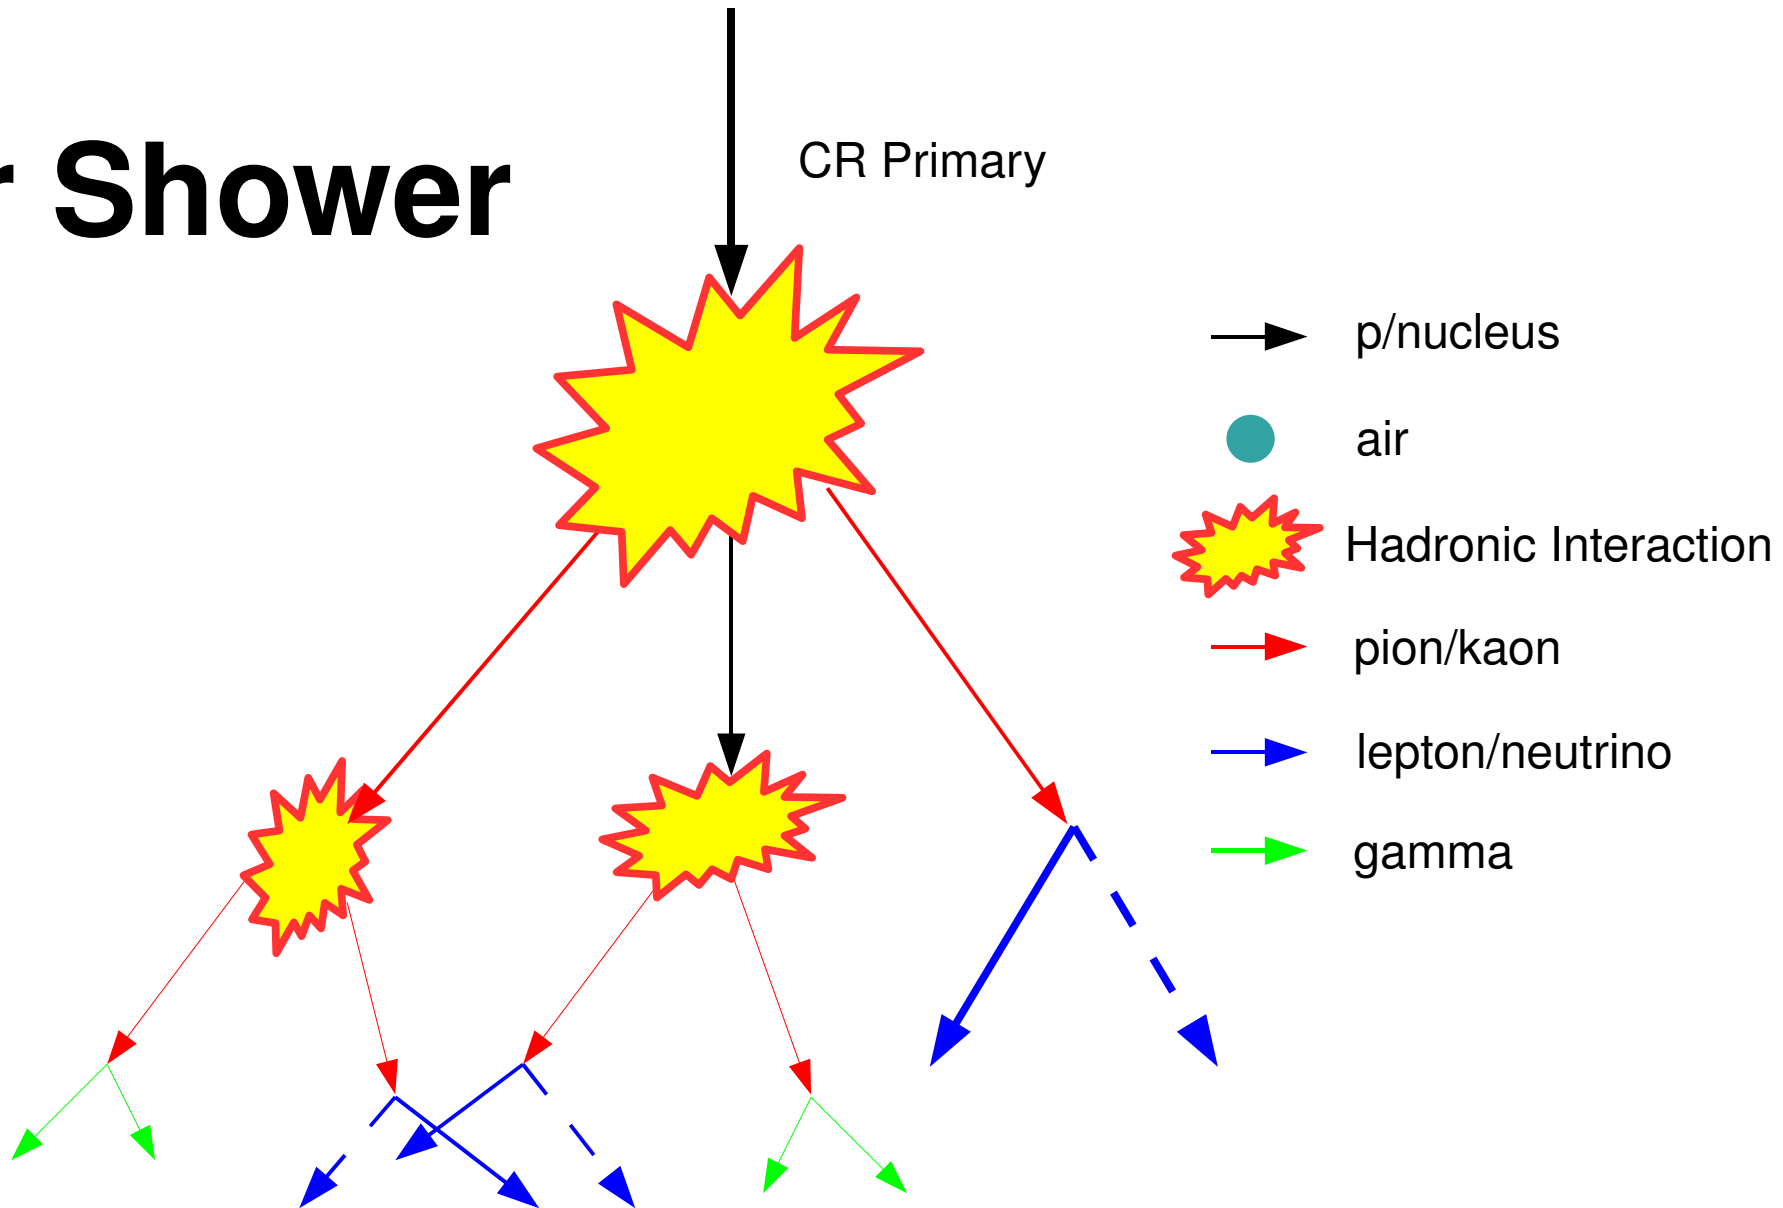 r Shower
CR Primary
p/nucleus
air
Hadronic Interaction
pion/kaon
lepton/neutrino
gamma